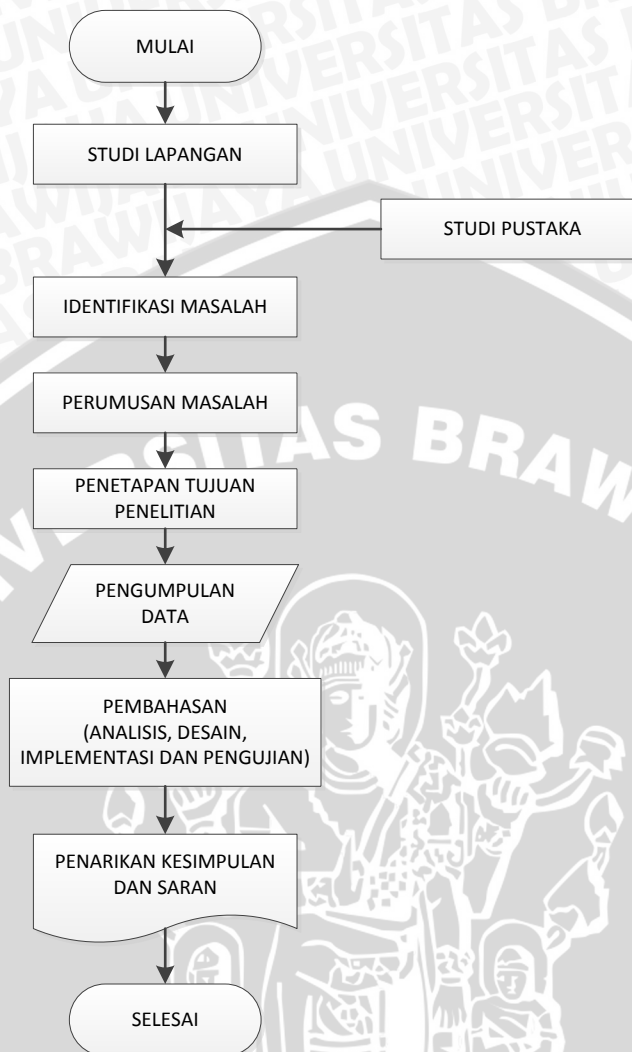 MULAI
STUDI LAPANGAN
STUDI PUSTAKA
IDENTIFIKASI MASALAH
PERUMUSAN MASALAH
PENETAPAN TUJUAN
PENELITIAN
PENGUMPULAN
DATA
PEMBAHASAN
(ANALISIS, DESAIN,
IMPLEMENTASI DAN PENGUJIAN)
PENARIKAN KESIMPULAN
DAN SARAN
SELESAI